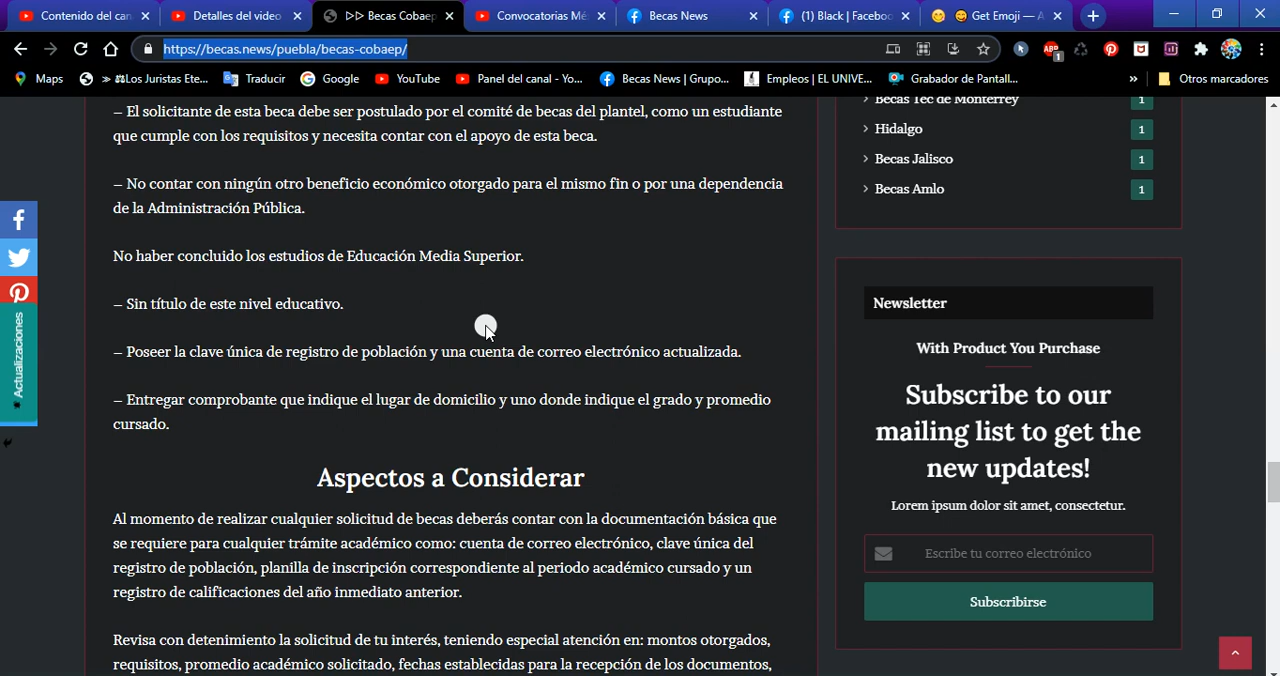 Contenido del can
Detalles del video
▷▷ Becas Cobaep
Convocatorias Mé
Becas News
(1) Black | Faceboo
Get Emoji — A
https://becas.news/puebla/becas-cobaep/
Maps
» ⚖Los Juristas Ete...
Traducir
Google
YouTube
Panel del canal - Yo...
Becas News | Grupo...
Empleos | EL UNIVE...
Grabador de Pantall...
»
Otros marcadores
– El solicitante de esta beca debe ser postulado por el comité de becas del plantel, como un estudiante
que cumple con los requisitos y necesita contar con el apoyo de esta beca.
– No contar con ningún otro beneficio económico otorgado para el mismo fin o por una dependencia
de la Administración Pública.
No haber concluido los estudios de Educación Media Superior.
– Sin título de este nivel educativo.
– Poseer la clave única de registro de población y una cuenta de correo electrónico actualizada.
– Entregar comprobante que indique el lugar de domicilio y uno donde indique el grado y promedio
cursado.
Aspectos a Considerar
Al momento de realizar cualquier solicitud de becas deberás contar con la documentación básica que
se requiere para cualquier trámite académico como: cuenta de correo electrónico, clave única del
registro de población, planilla de inscripción correspondiente al periodo académico cursado y un
registro de calificaciones del año inmediato anterior.
Revisa con detenimiento la solicitud de tu interés, teniendo especial atención en: montos otorgados,
requisitos, promedio académico solicitado, fechas establecidas para la recepción de los documentos,
Actualizaciones
Becas Tec de Monterrey 1
Hidalgo 1
Becas Jalisco 1
Becas Amlo 1
Newsletter
With Product You Purchase
Subscribe to our
mailing list to get the
new updates!
Lorem ipsum dolor sit amet, consectetur.
Escribe tu correo electrónico
Subscribirse